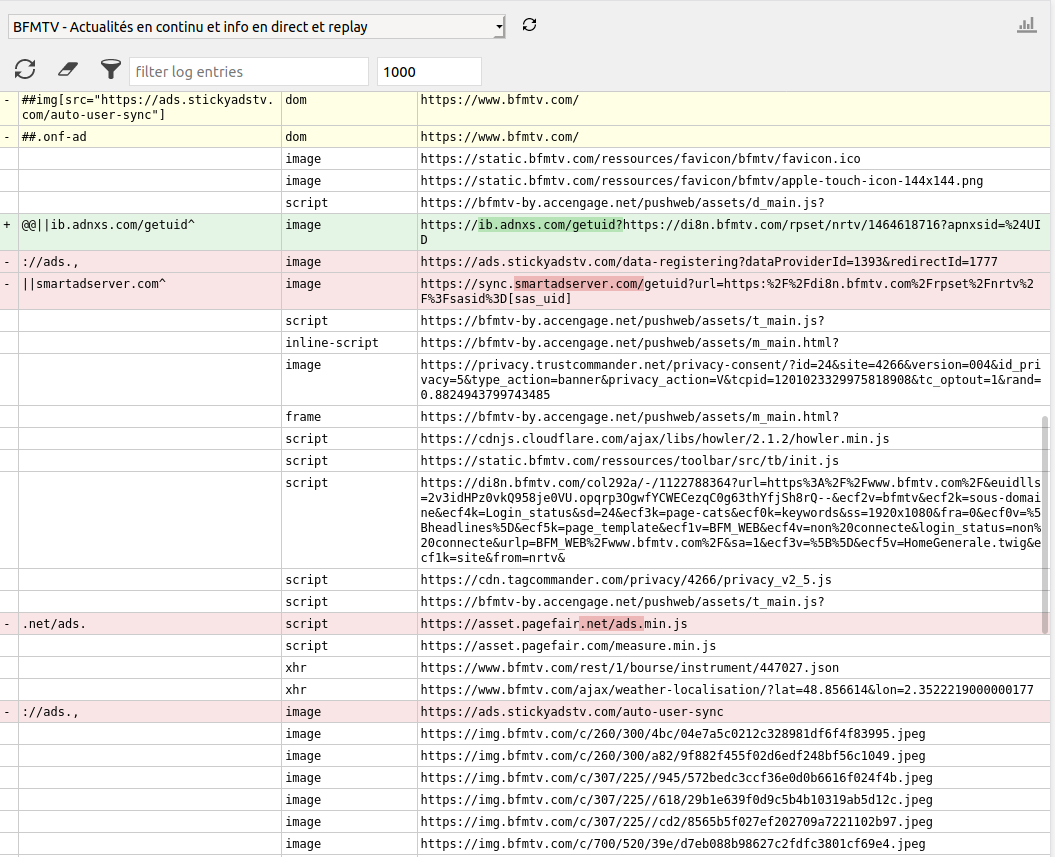 BFMTV - Actualités en continu et info en direct et replay
filter log entries 1000
- ##img[src="https://ads.stickyadstv. dom https://www.bfmtv.com/
com/auto-user-sync"]
- ##.onf-ad dom https://www.bfmtv.com/
image https://static.bfmtv.com/ressources/favicon/bfmtv/favicon.ico
image https://static.bfmtv.com/ressources/favicon/bfmtv/apple-touch-icon-144x144.png
script https://bfmtv-by.accengage.net/pushweb/assets/d_main.js?
+ @@||ib.adnxs.com/getuid^ image https://ib.adnxs.com/getuid?https://di8n.bfmtv.com/rpset/nrtv/1464618716?apnxsid=%24UI
D
- ://ads., image https://ads.stickyadstv.com/data-registering?dataProviderId=1393&redirectId=1777
- ||smartadserver.com^ image https://sync.smartadserver.com/getuid?url=https:%2F%2Fdi8n.bfmtv.com%2Frpset%2Fnrtv%2
F%3Fsasid%3D[sas_uid]
script https://bfmtv-by.accengage.net/pushweb/assets/t_main.js?
inline-script https://bfmtv-by.accengage.net/pushweb/assets/m_main.html?
image https://privacy.trustcommander.net/privacy-consent/?id=24&site=4266&version=004&id_pri
vacy=5&type_action=banner&privacy_action=V&tcpid=1201023329975818908&tc_optout=1&rand=
0.8824943799743485
frame https://bfmtv-by.accengage.net/pushweb/assets/m_main.html?
script https://cdnjs.cloudflare.com/ajax/libs/howler/2.1.2/howler.min.js
script https://static.bfmtv.com/ressources/toolbar/src/tb/init.js
script https://di8n.bfmtv.com/col292a/-/1122788364?url=https%3A%2F%2Fwww.bfmtv.com%2F&euidlls
=2v3idHPz0vkQ958je0VU.opqrp3OgwfYCWECezqC0g63thYfjSh8rQ--&ecf2v=bfmtv&ecf2k=sous-domai
ne&ecf4k=Login_status&sd=24&ecf3k=page-cats&ecf0k=keywords&ss=1920x1080&fra=0&ecf0v=%5
Bheadlines%5D&ecf5k=page_template&ecf1v=BFM_WEB&ecf4v=non%20connecte&login_status=non%
20connecte&urlp=BFM_WEB%2Fwww.bfmtv.com%2F&sa=1&ecf3v=%5B%5D&ecf5v=HomeGenerale.twig&e
cf1k=site&from=nrtv&
script https://cdn.tagcommander.com/privacy/4266/privacy_v2_5.js
script https://bfmtv-by.accengage.net/pushweb/assets/t_main.js?
- .net/ads. script https://asset.pagefair.net/ads.min.js
script https://asset.pagefair.com/measure.min.js
xhr https://www.bfmtv.com/rest/1/bourse/instrument/447027.json
xhr https://www.bfmtv.com/ajax/weather-localisation/?lat=48.856614&lon=2.3522219000000177
- ://ads., image https://ads.stickyadstv.com/auto-user-sync
image https://img.bfmtv.com/c/260/300/4bc/04e7a5c0212c328981df6f4f83995.jpeg
image https://img.bfmtv.com/c/260/300/a82/9f882f455f02d6edf248bf56c1049.jpeg
image https://img.bfmtv.com/c/307/225//945/572bedc3ccf36e0d0b6616f024f4b.jpeg
image https://img.bfmtv.com/c/307/225//618/29b1e639f0d9c5b4b10319ab5d12c.jpeg
image https://img.bfmtv.com/c/307/225//cd2/8565b5f027ef202709a7221102b97.jpeg
image https://img.bfmtv.com/c/700/520/39e/d7eb088b98627c2fdfc3801cf69e4.jpeg